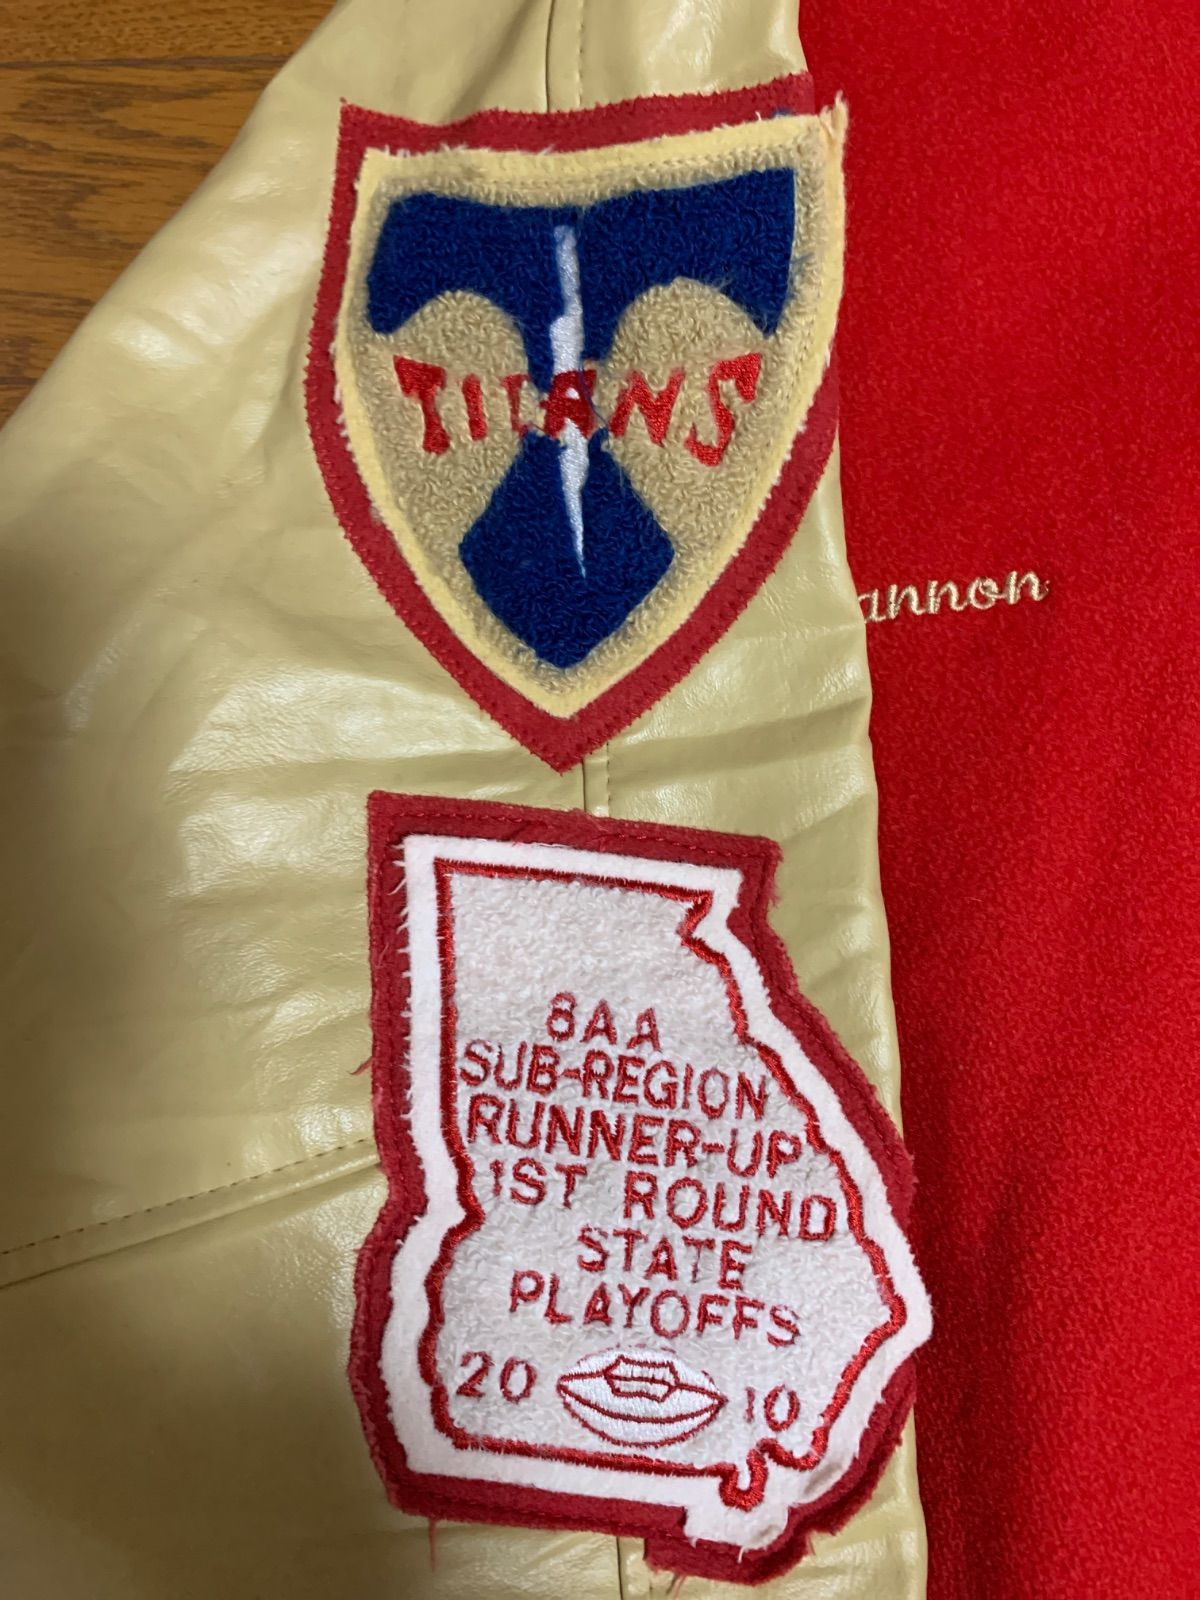 TITANS
annon
8AA
SUB-REGION
RUNNER-UP
1ST ROUND
STATE
PLAYOFFS
20 10